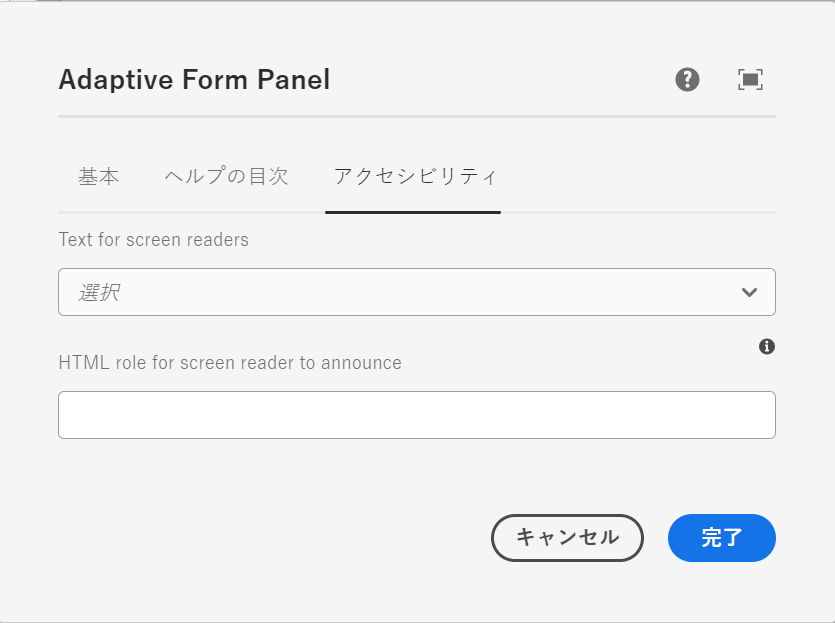 Adaptive Form Panel
基本 ヘルプの目次 アクセシビリティ
Text for screen readers
選択
HTML role for screen reader to announce
キャンセル 完了